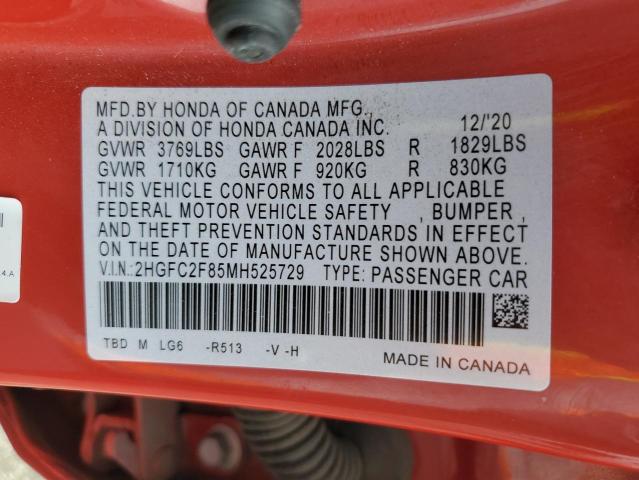 MFD.BY HONDA OF CANADA MFG.,
A DIVISION OF HONDA CANADA INC. 12/'20
GVWR 3769LBS GAWR F 2028LBS R 1829LBS
GVWR 1710KG GAWR F 920KG R 830KG
THIS VEHICLE CONFORMS TO ALL APPLICABLE
FEDERAL MOTOR VEHICLE SAFETY , BUMPER ,
AND THEFT PREVENTION STANDARDS IN EFFECT
ON THE DATE OF MANUFACTURE SHOWN ABOVE.
V.I.N.:2HGFC2F85MH525729 TYPE: PASSENGER CAR
TBD M LG6 -R513 -V -H
MADE IN CANADA